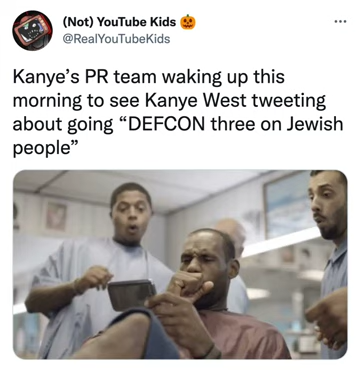 (Not) YouTube Kids 🎃
@RealYouTubeKids
Kanye’s PR team waking up this
morning to see Kanye West tweeting
about going “DEFCON three on Jewish
people”